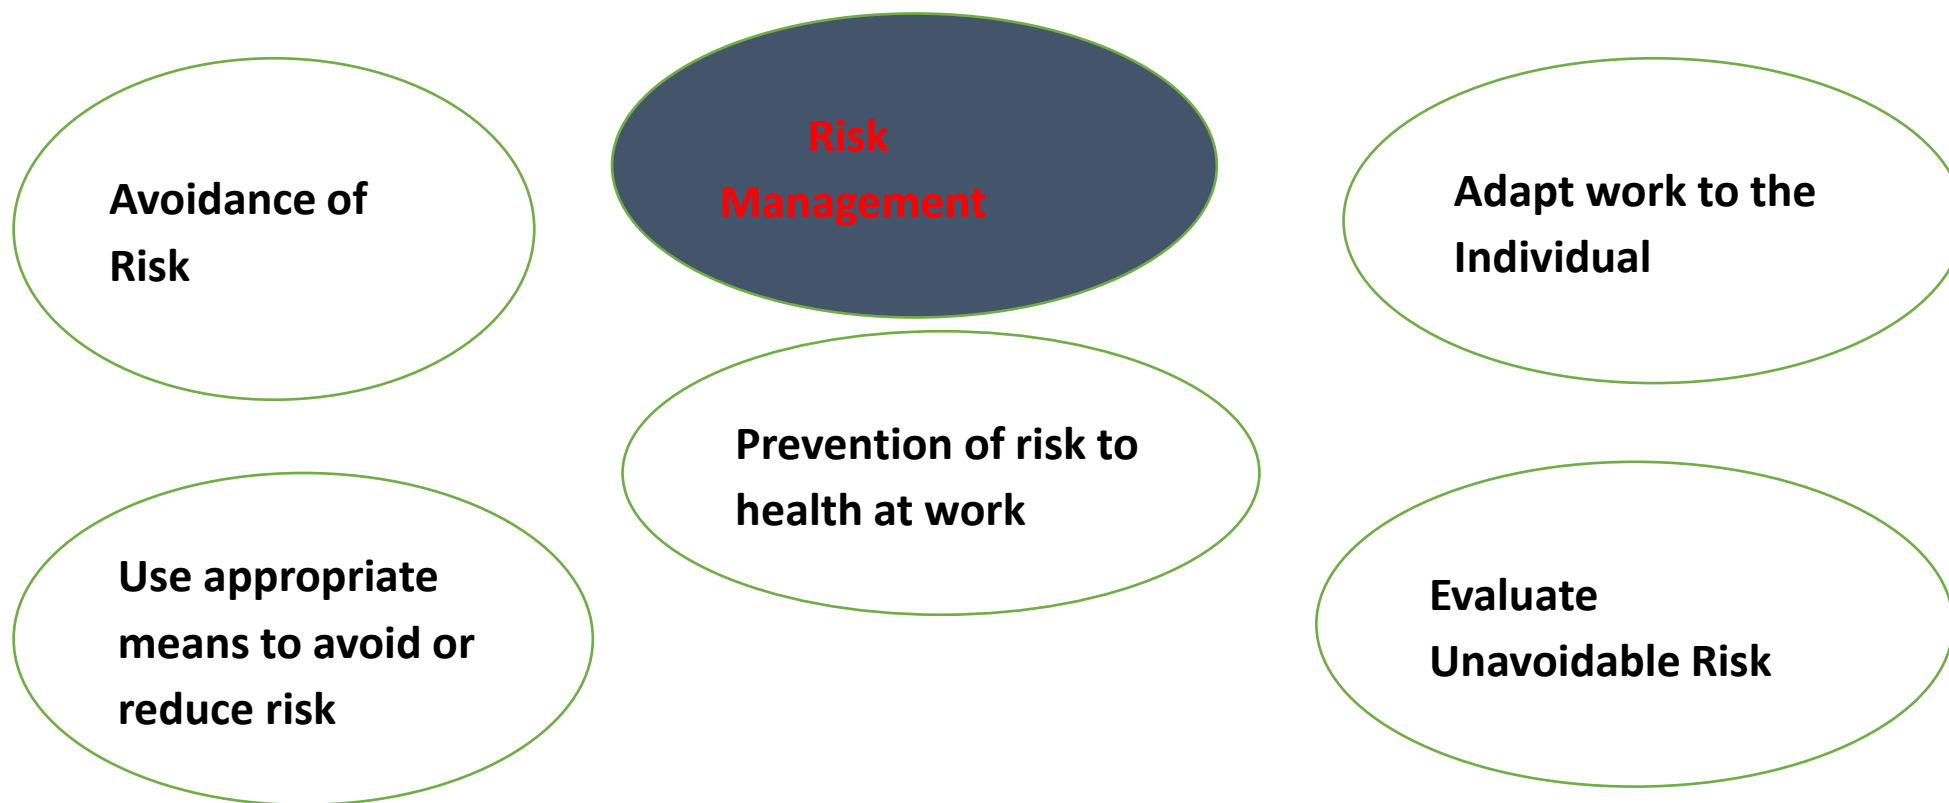 Risk
Management
Avoidance of
Risk
Adapt work to the
Individual
Prevention of risk to
health at work
Use appropriate
means to avoid or
reduce risk
Evaluate
Unavoidable Risk